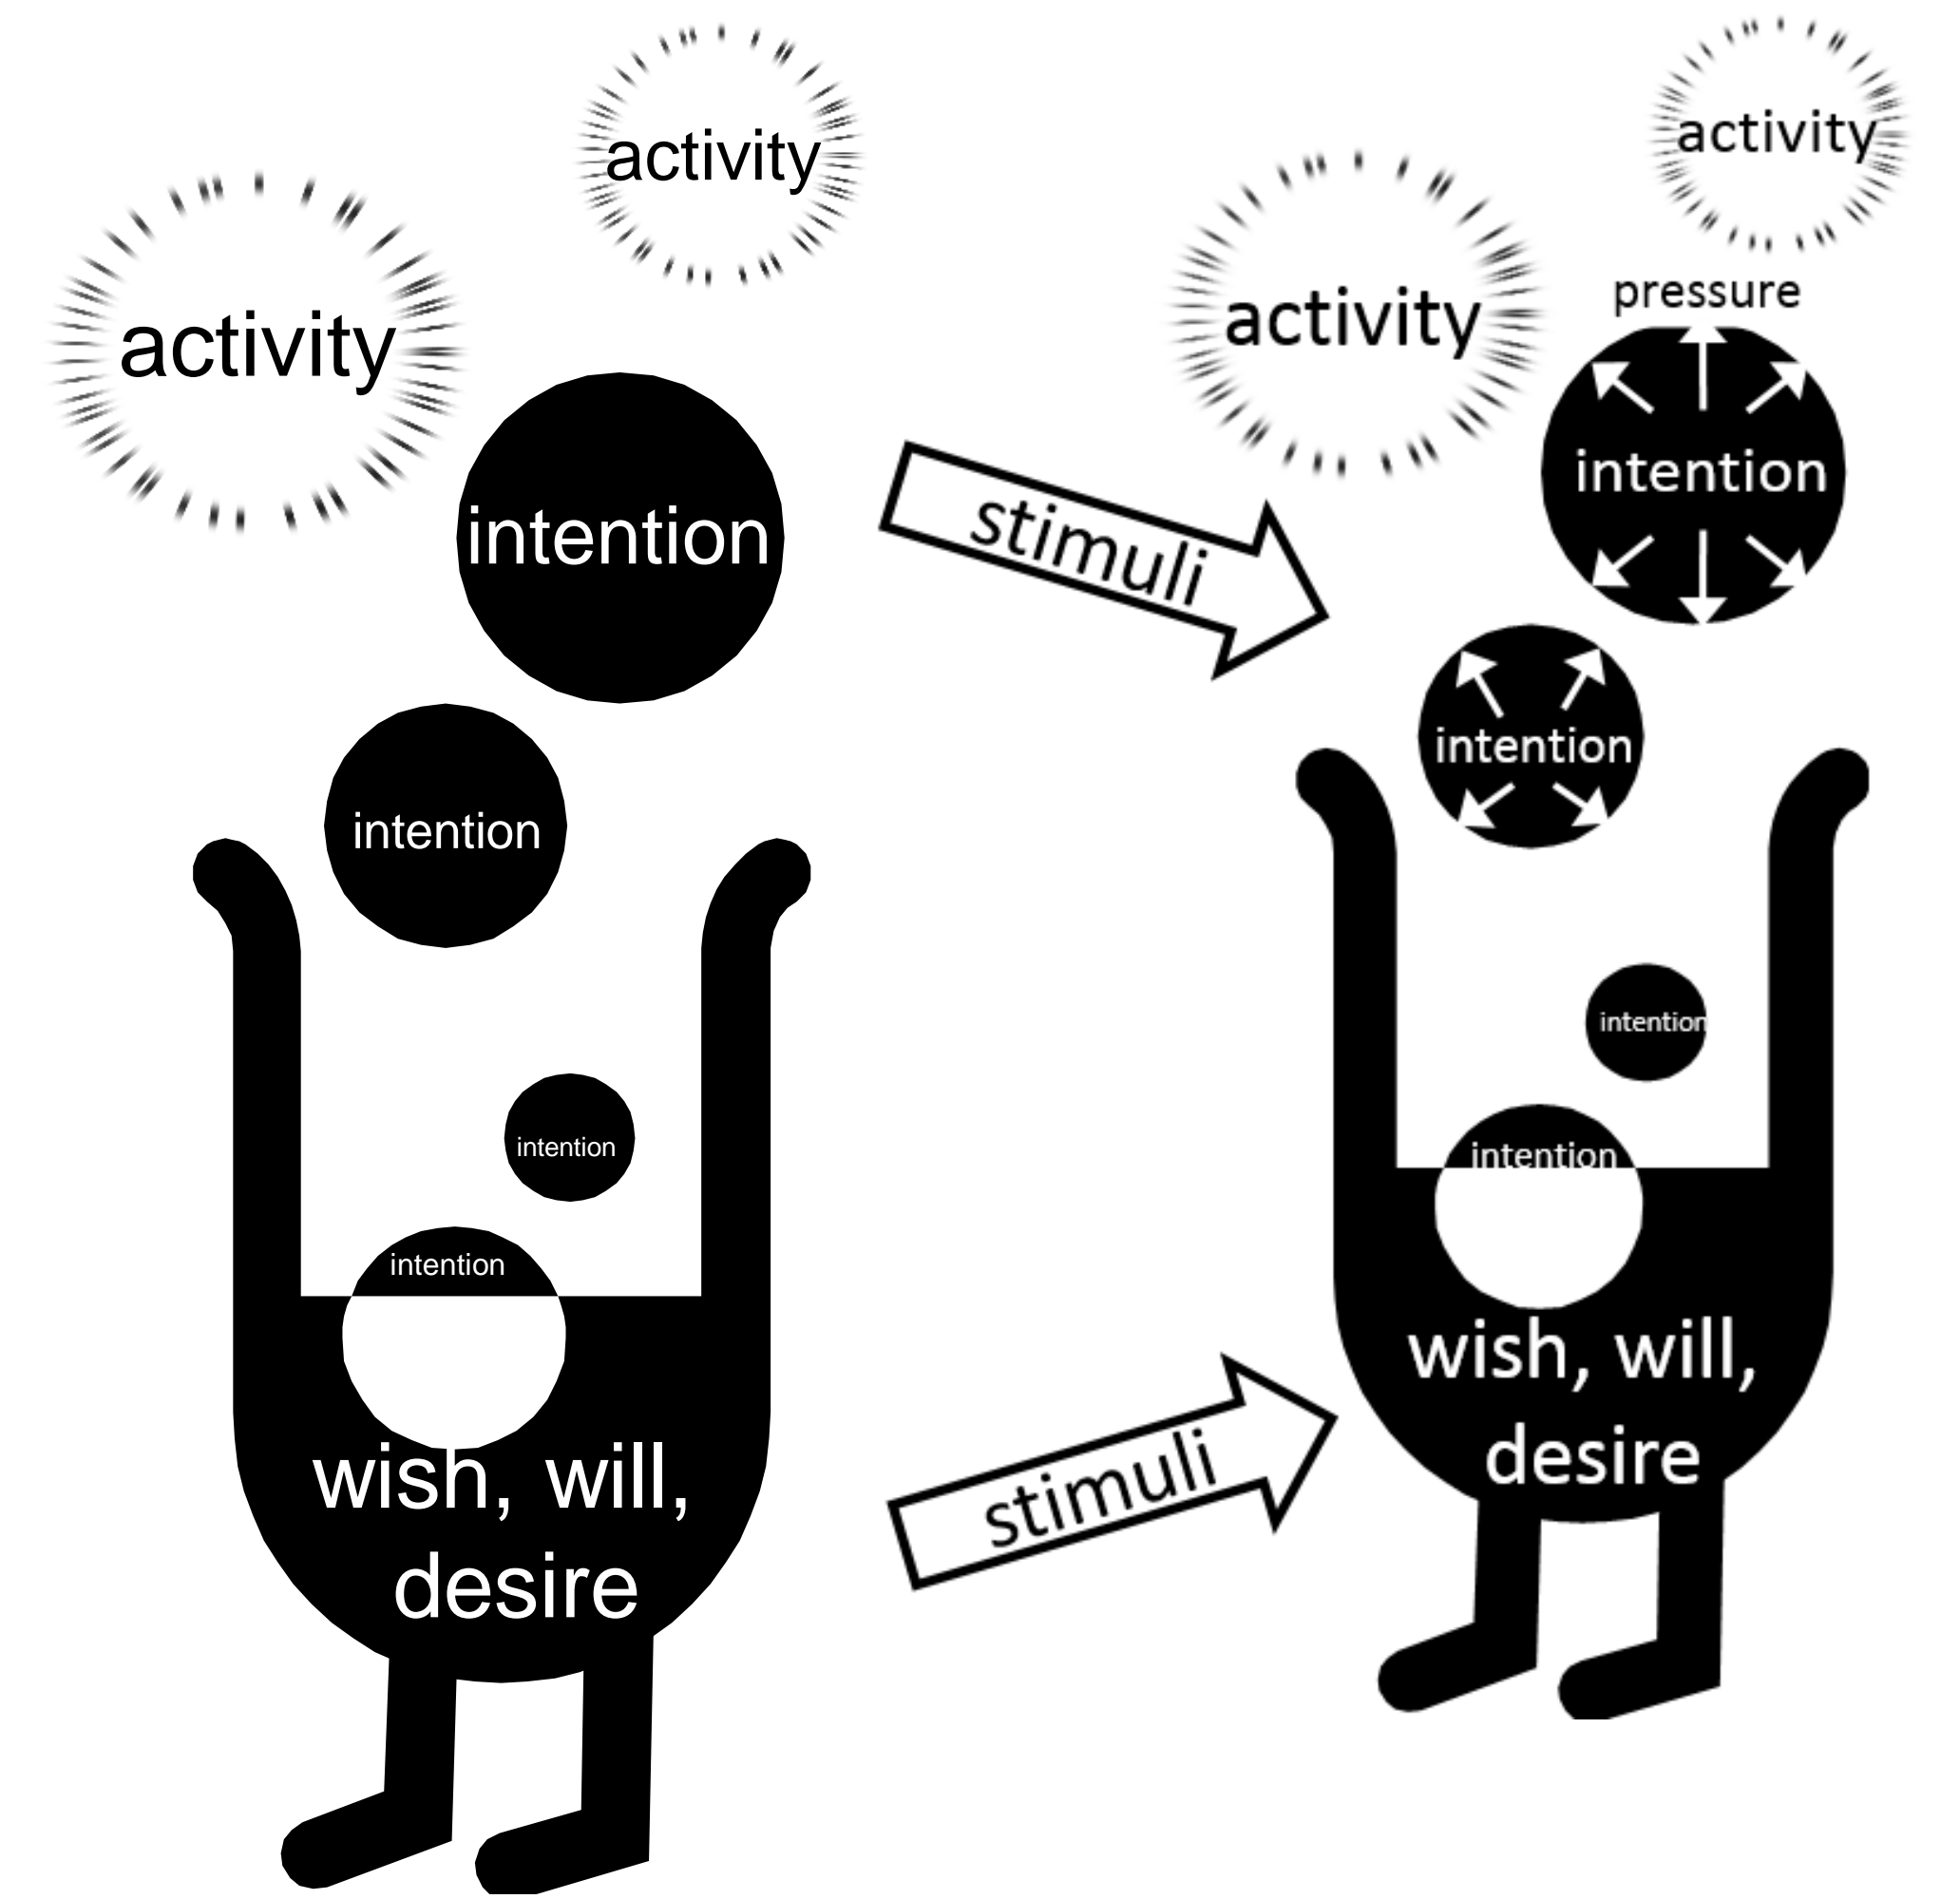 activity
activity
intention
intention
intention
intention
wish, will,
desire
stimuli
stimuli
activity
activity
pressure
intention
intention
intention
intention
wish, will,
desire